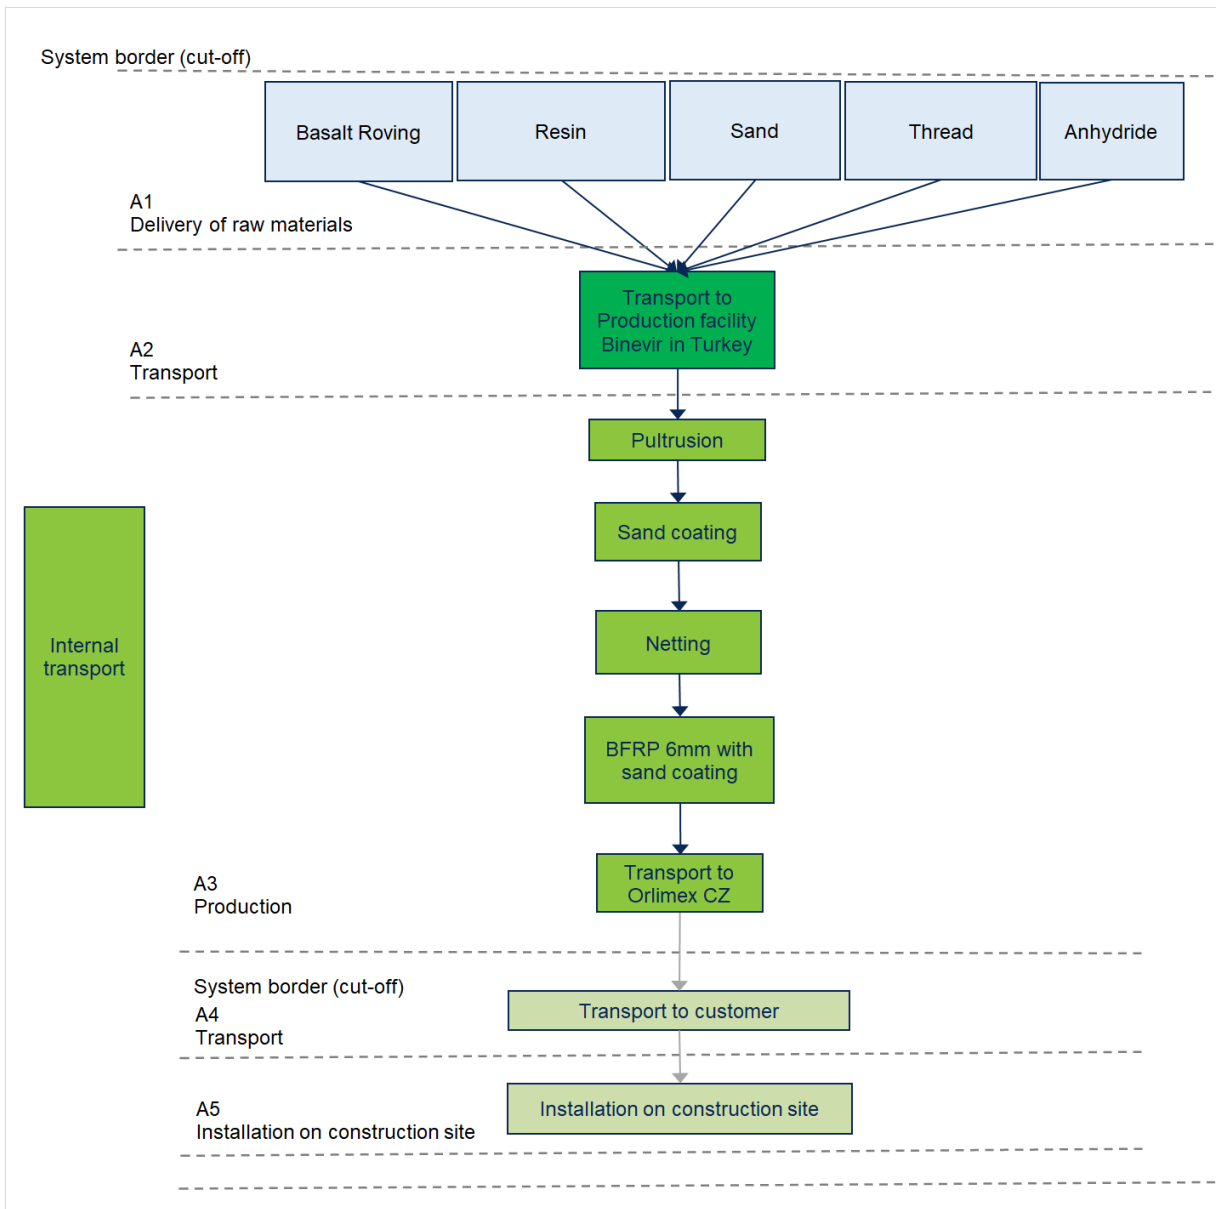 System border (cut-off)
Basalt Roving
Resin
Sand
Thread
Anhydride
A1
Delivery of raw materials
Transport to
Production facility
Binevir in Turkey
A2
Transport
Pultrusion
Sand coating
Internal
transport
Netting
BFRP 6mm with
sand coating
Transport to
Orlimex CZ
A3
Production
System border (cut-off)
A4
Transport
Transport to customer
A5
Installation on construction site
Installation on construction site